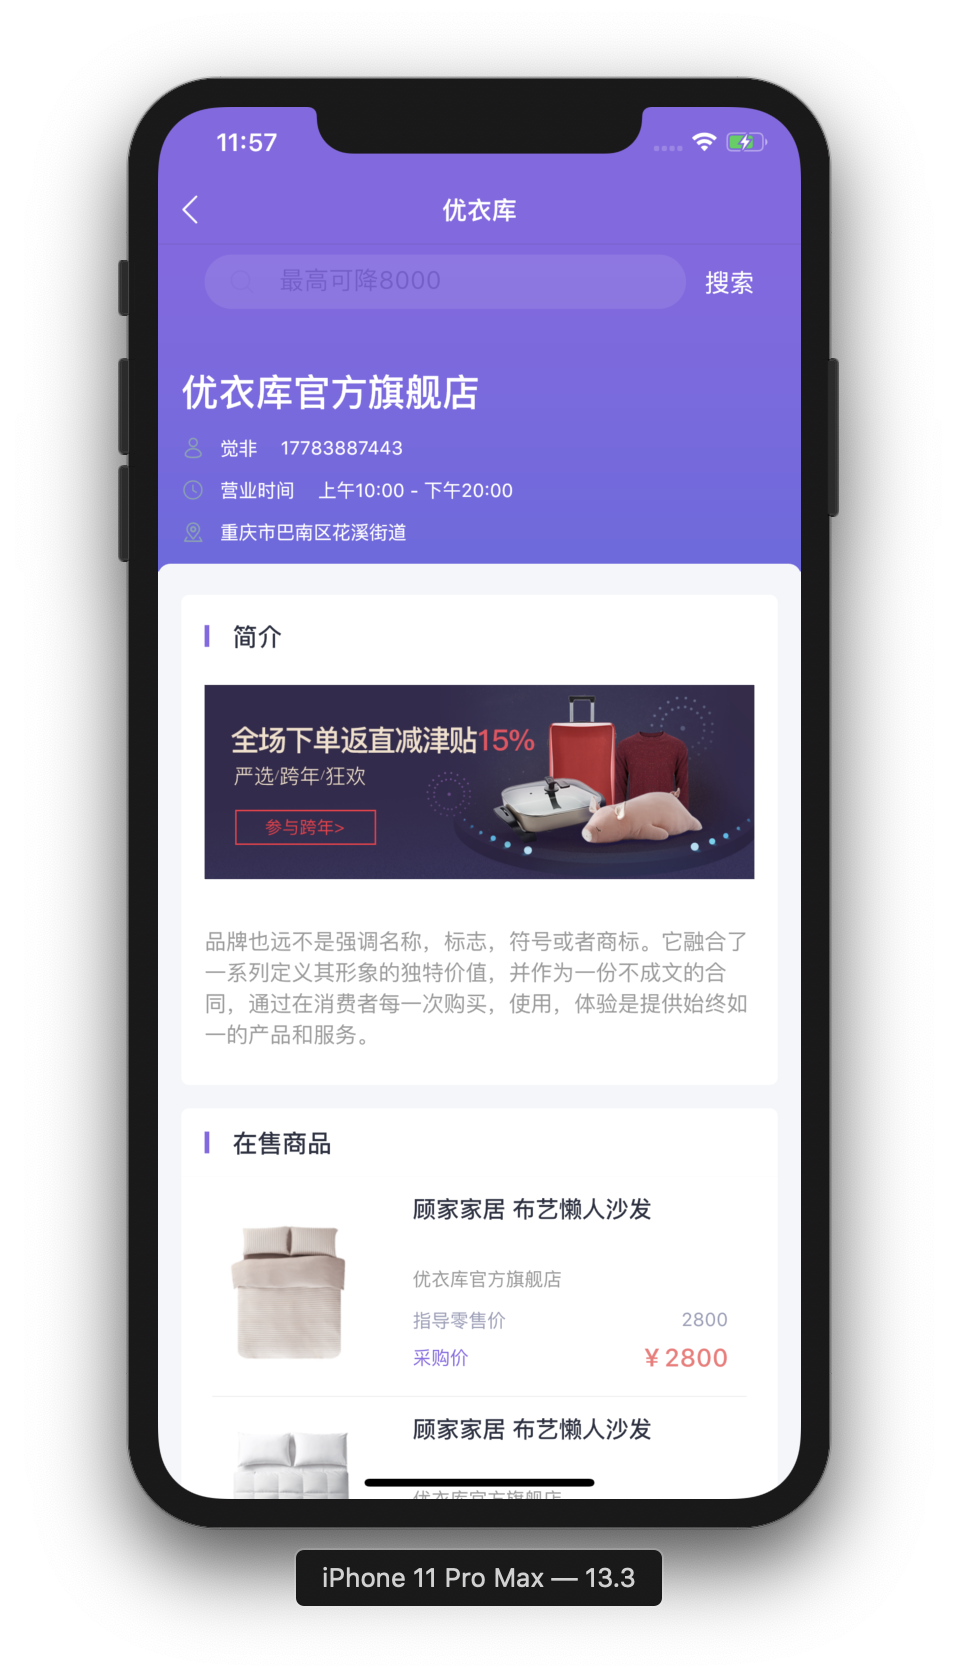 11:57
优衣库
最高可降8000
搜索
优衣库官方旗舰店
觉非 17783887443
营业时间 上午10:00 - 下午20:00
重庆市巴南区花溪街道
简介
全场下单返直减津贴15%
严选/跨年/狂欢
参与跨年>
品牌也远不是强调名称，标志，符号或者商标。它融合了
一系列定义其形象的独特价值，并作为一份不成文的合
同，通过在消费者每一次购买，使用，体验是提供始终如
一的产品和服务。
在售商品
顾家家居 布艺懒人沙发
优衣库官方旗舰店
指导零售价 2800
采购价 ¥2800
顾家家居 布艺懒人沙发
优衣库官方旗舰店
iPhone 11 Pro Max — 13.3